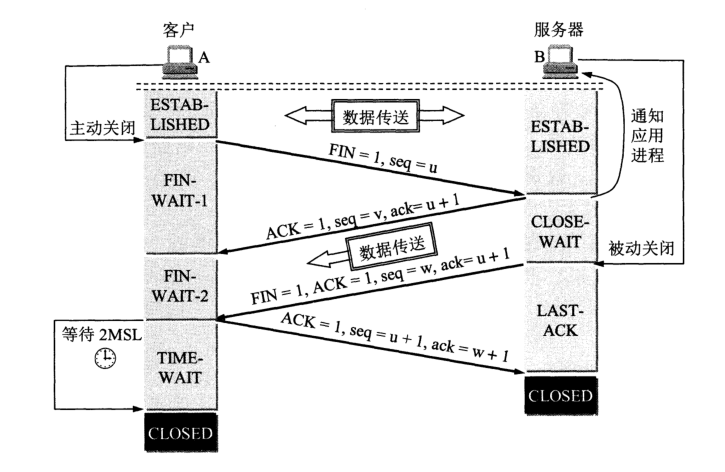 客户
服务器
A
B
ESTAB-
LISHED
数据传送
ESTAB-
LISHED
通知
应用
进程
主动关闭
FIN = 1, seq = u
FIN-
WAIT-1
ACK = 1, seq = v, ack= u + 1
CLOSE-
WAIT
数据传送
被动关闭
FIN = 1, ACK = 1, seq = w, ack= u + 1
FIN-
WAIT-2
ACK = 1, seq = u + 1, ack = w + 1
LAST-
ACK
等待 2MSL
TIME-
WAIT
CLOSED
CLOSED